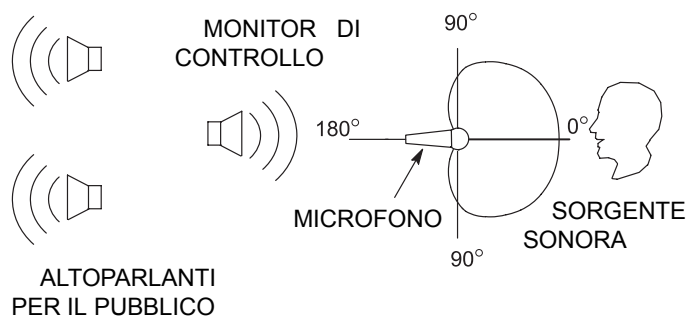 MONITOR DI
CONTROLLO
90°
180°
0°
MICROFONO
SORGENTE
SONORA
90°
ALTOPARLANTI
PER IL PUBBLICO